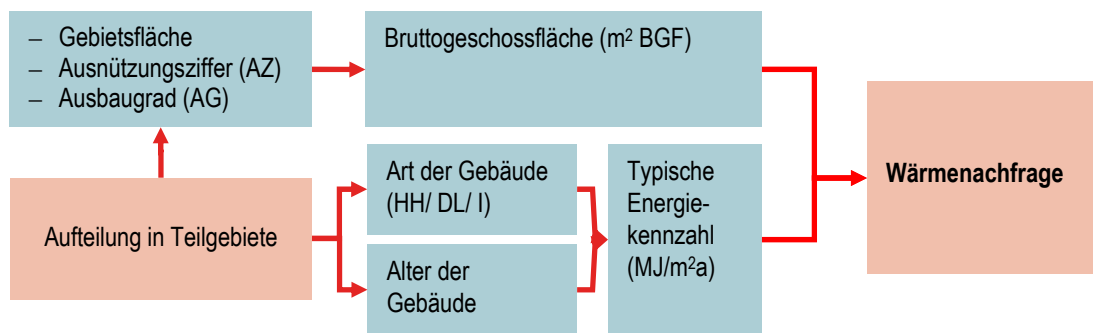 – Gebietsfläche
– Ausnützungsziffer (AZ)
– Ausbaugrad (AG)
Bruttogeschossfläche (m² BGF)
Aufteilung in Teilgebiete
Art der Gebäude
(HH/ DL/ I)
Alter der
Gebäude
Typische
Energie-
kennzahl
(MJ/m²a)
Wärmenachfrage